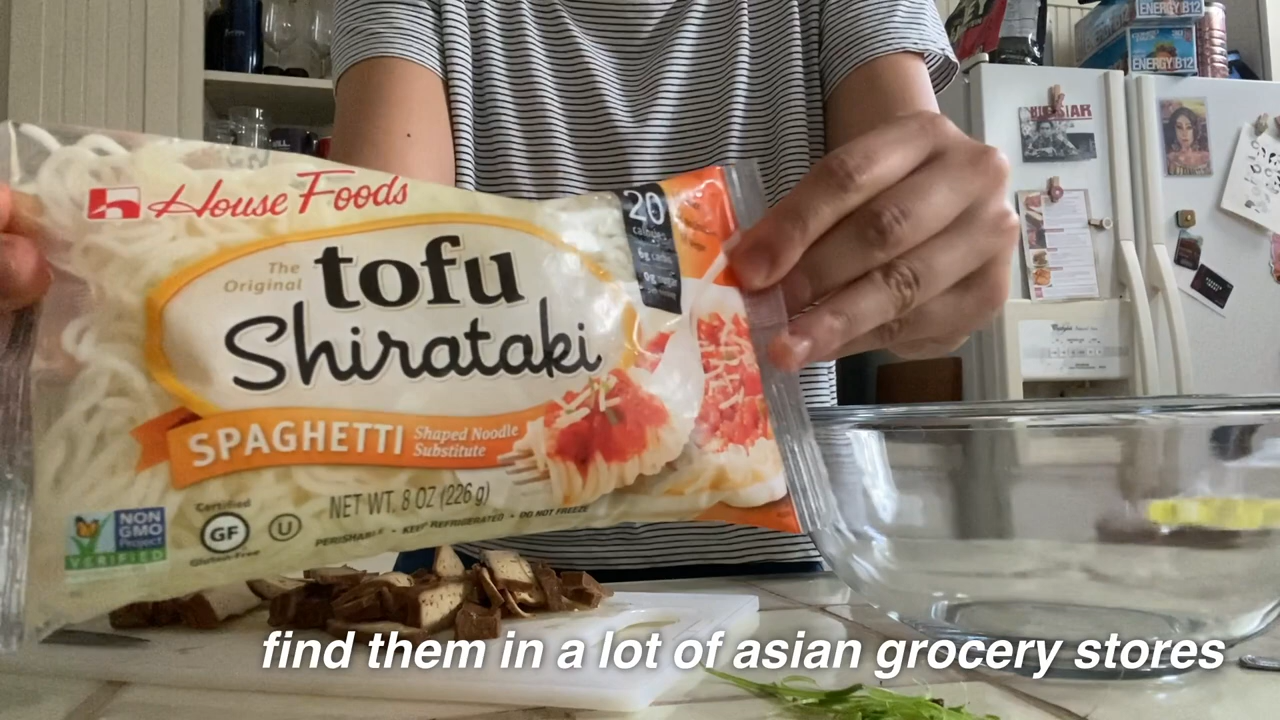 ENERGY B12
ENERGY B12
House Foods
20
calories
6g carbs
The
Original
tofu
Shirataki
SPAGHETTI
Shaped Noodle
Substitute
NET WT. 8 OZ (226 g)
PERISHABLE • KEEP REFRIGERATED • DO NOT FREEZE
NON
GMO
Project
VERIFIED
Certified
GF
Gluten-Free
U
find them in a lot of asian grocery stores